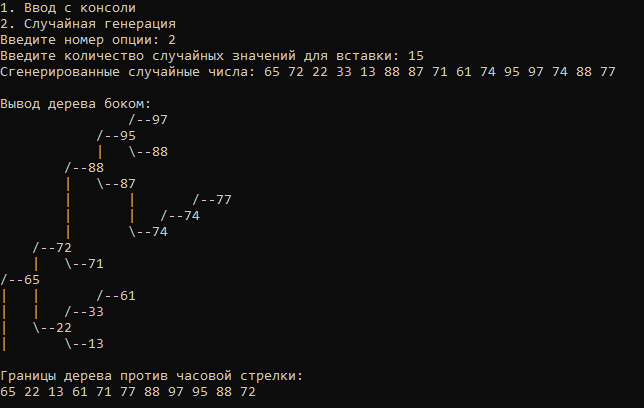 1. Ввод с консоли
2. Случайная генерация
Введите номер опции: 2
Введите количество случайных значений для вставки: 15
Сгенерированные случайные числа: 65 72 22 33 13 88 87 71 61 74 95 97 74 88 77

Вывод дерева боком:
                /--97
            /--95
            |   \--88
        /--88
        |   \--87
        |       |       /--77
        |       |   /--74
        |       \--74
    /--72
    |   \--71
/--65
|   |       /--61
|   |   /--33
|   \--22
|       \--13

Границы дерева против часовой стрелки:
65 22 13 61 71 77 88 97 95 88 72